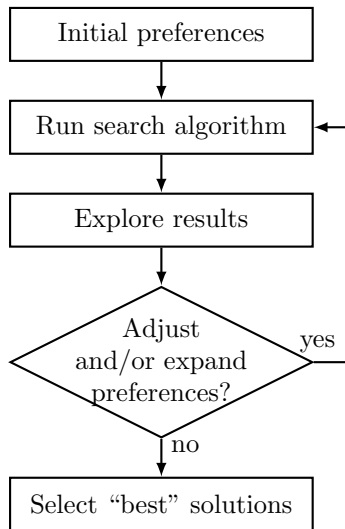 Initial preferences
Run search algorithm
Explore results
Adjust
and/or expand
preferences?
yes
no
Select “best” solutions